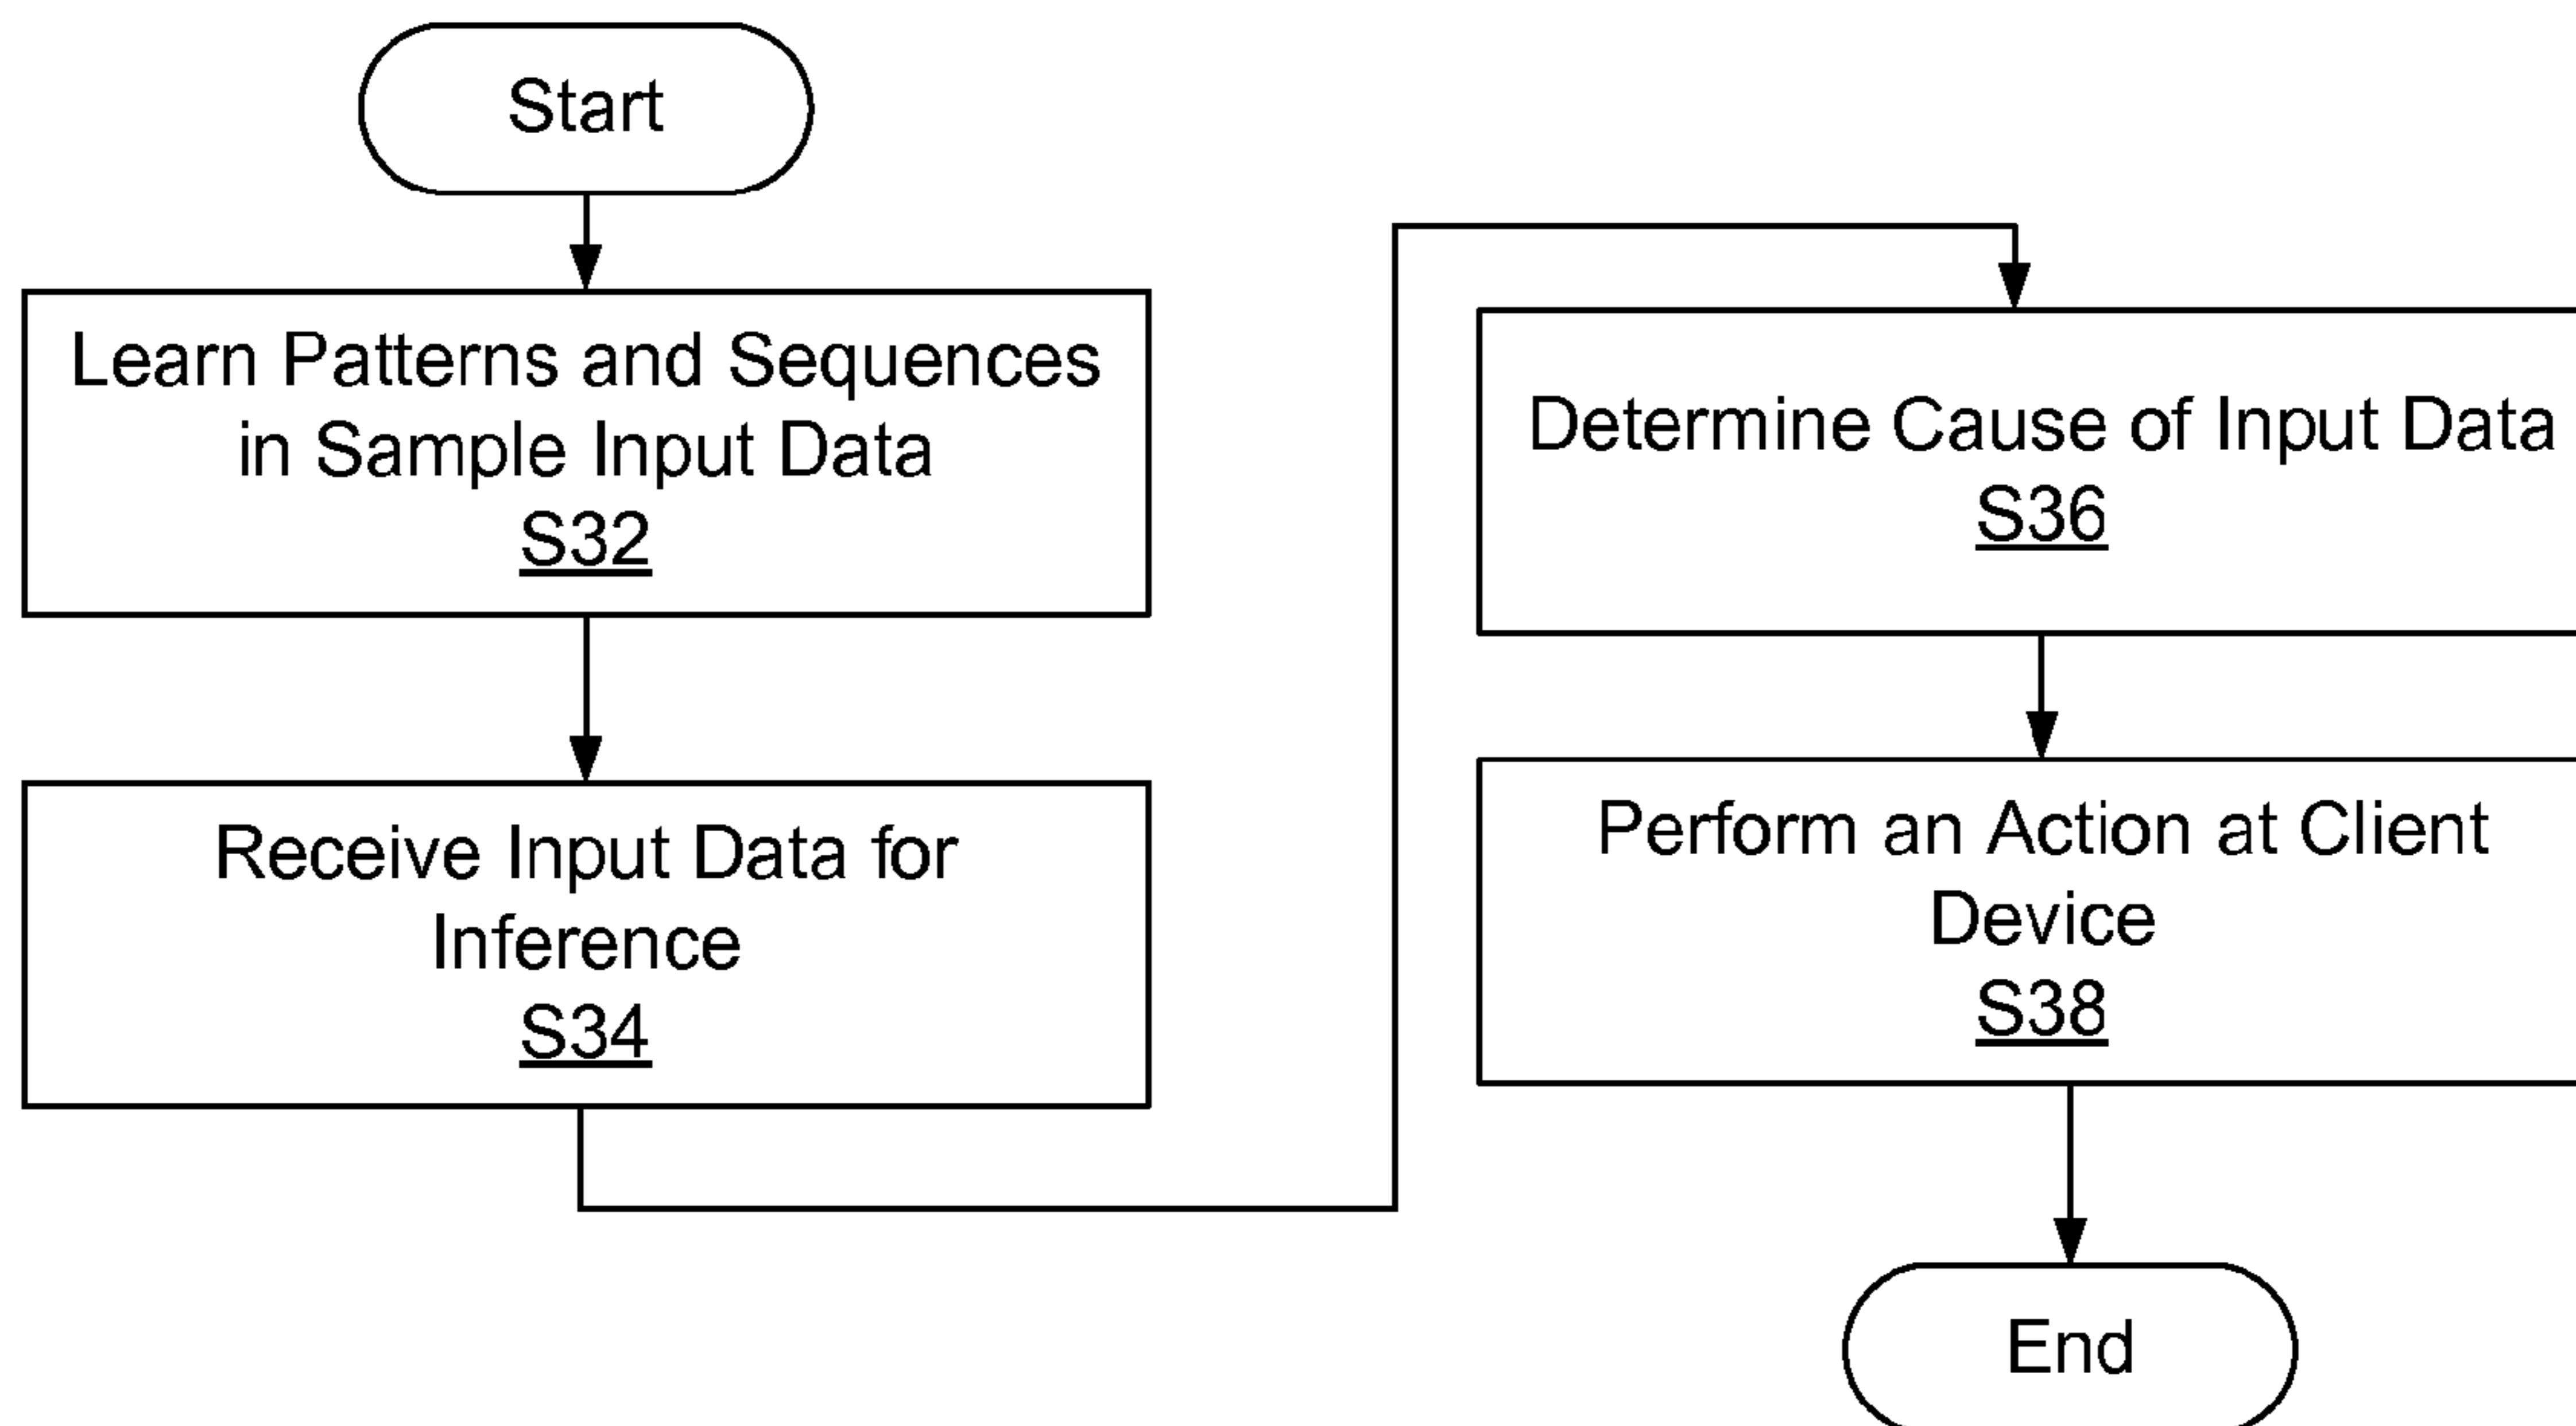 Start
Learn Patterns and Sequences
in Sample Input Data
S32
Receive Input Data for
Inference
S34
Determine Cause of Input Data
S36
Perform an Action at Client
Device
S38
End